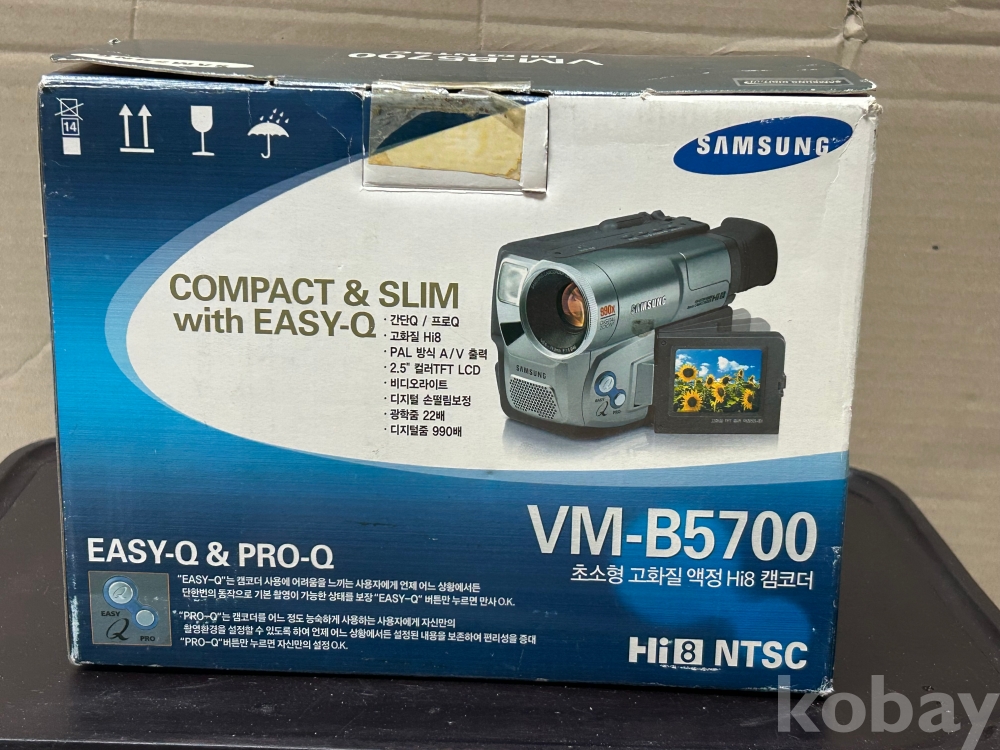 VM-B5700
14
SAMSUNG
COMPACT & SLIM
with EASY-Q
· 간단Q / 프로Q
· 고화질 Hi8
· PAL 방식 A/V 출력
· 2.5" 컬러TFT LCD
· 비디오라이트
· 디지털 손떨림보정
· 광학줌 22배
· 디지털줌 990배
SAMSUNG
990x
Hi8
SAMSUNG
EASY
Q
PRO
VM-B5700
초소형 고화질 액정 Hi8 캠코더
EASY-Q & PRO-Q
"EASY-Q"는 캠코더 사용에 어려움을 느끼는 사용자에게 언제 어느 상황에서든
단한번의 동작으로 기본 촬영이 가능한 상태를 보장 "EASY-Q" 버튼만 누르면 만사 O.K.
"PRO-Q"는 캠코더를 어느 정도 능숙하게 사용하는 사용자에게 자신만의
촬영환경을 설정할 수 있도록 하여 언제 어느 상황에서든 설정된 내용을 보존하여 편리성을 증대
"PRO-Q"버튼만 누르면 자신만의 설정 O.K.
EASY
Q
PRO
Hi8 NTSC
kobay